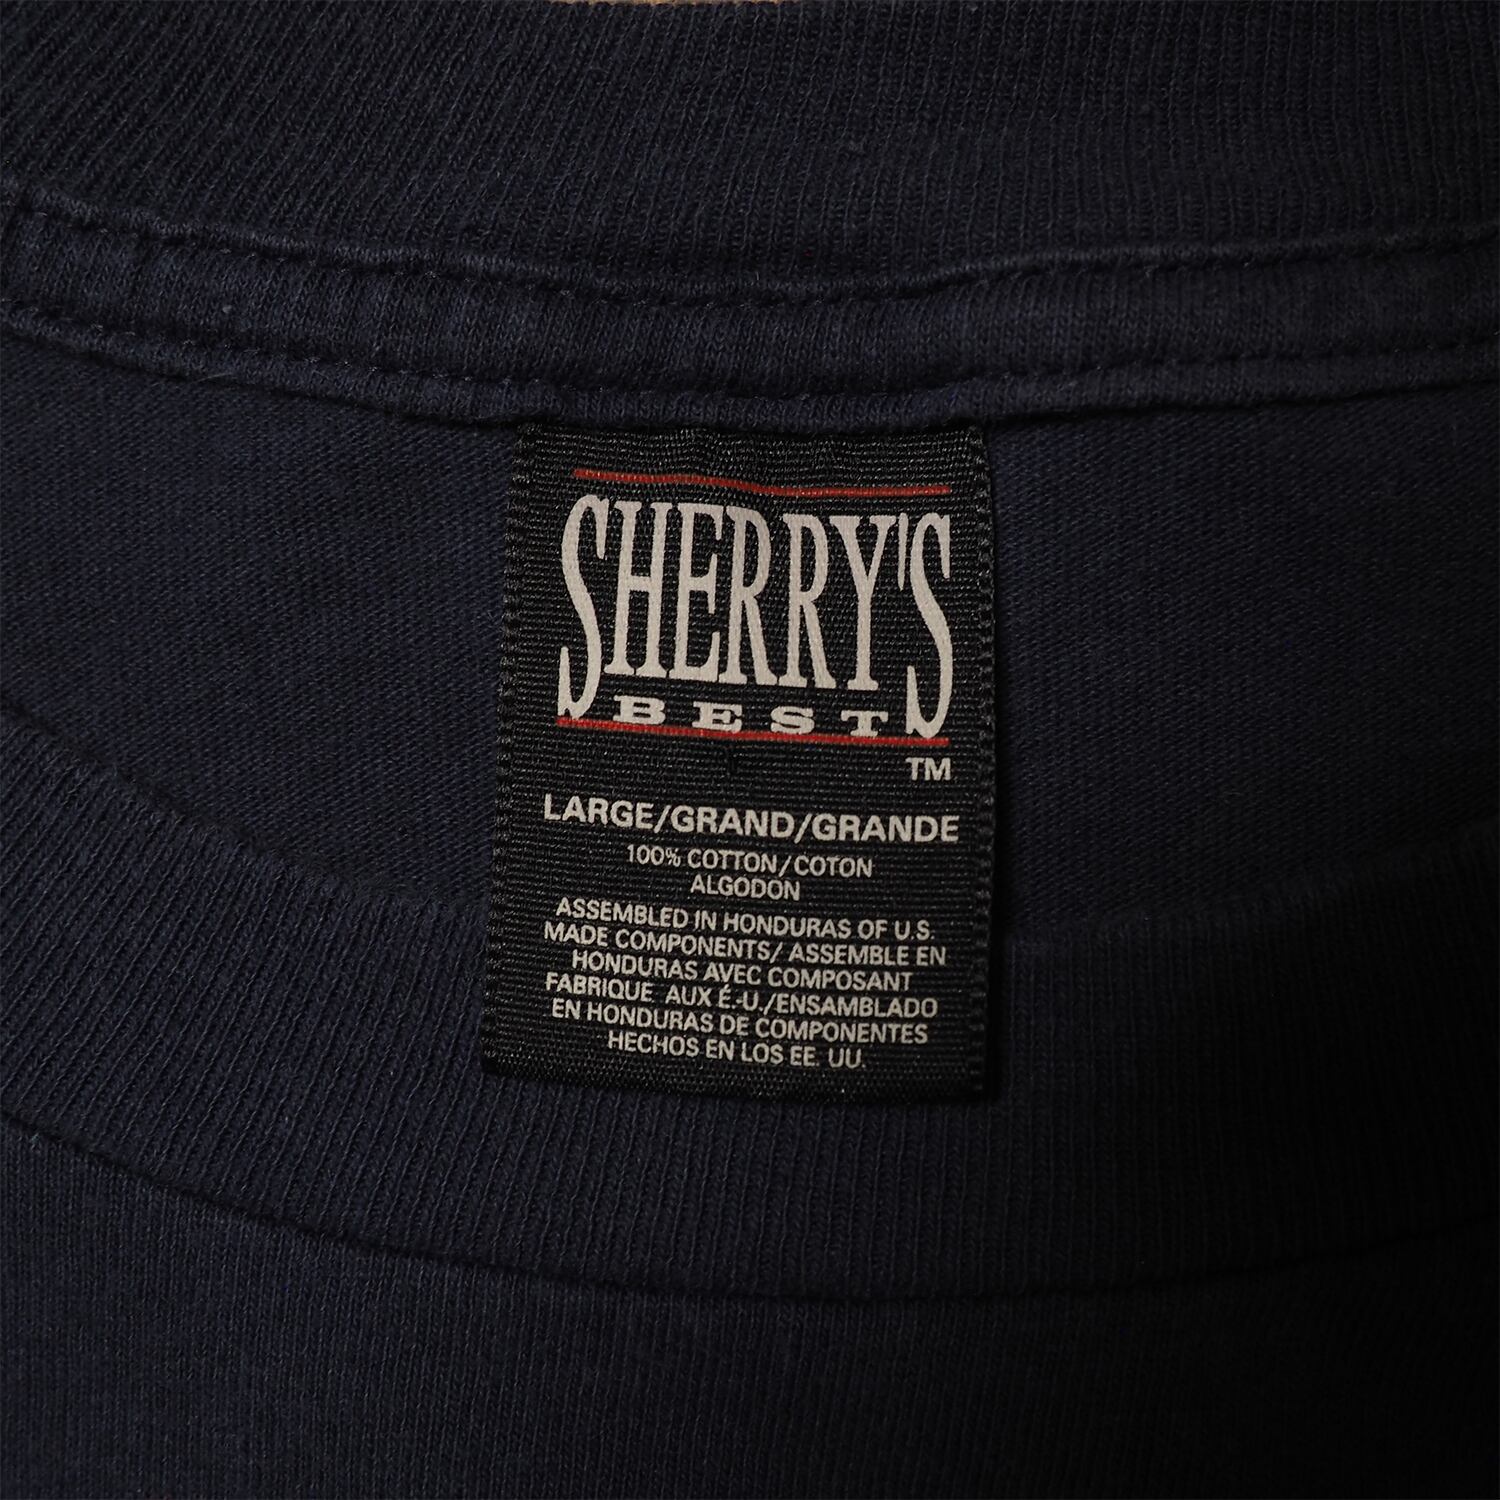 SHERRY'S
BEST
TM
LARGE/GRAND/GRANDE
100% COTTON/COTON
ALGODON
ASSEMBLED IN HONDURAS OF U.S.
MADE COMPONENTS/ ASSEMBLE EN
HONDURAS AVEC COMPOSANT
FABRIQUE AUX É.-U./ENSAMBLADO
EN HONDURAS DE COMPONENTES
HECHOS EN LOS EE. UU.